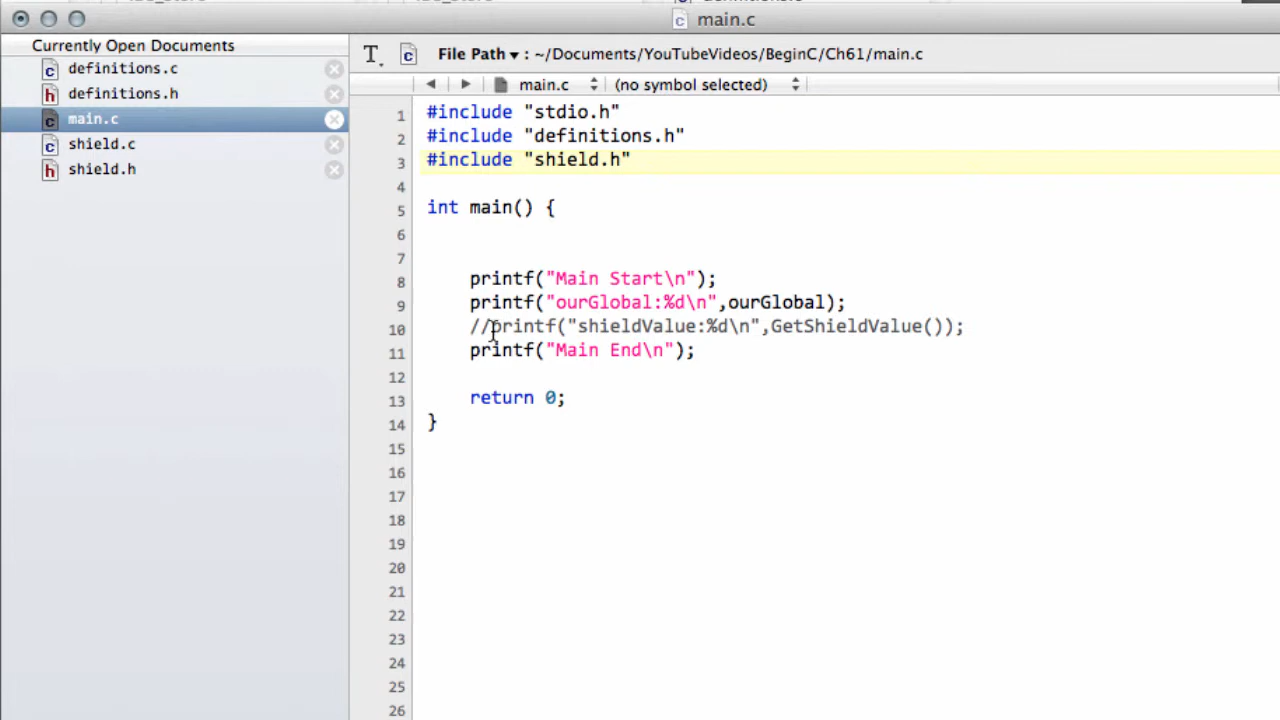 main.c
Currently Open Documents
definitions.c
definitions.h
main.c
shield.c
shield.h
File Path ▾ : ~/Documents/YouTubeVideos/BeginC/Ch61/main.c
main.c (no symbol selected)
1 #include "stdio.h"
2 #include "definitions.h"
3 #include "shield.h"
4
5 int main() {
6
7
8 printf("Main Start\n");
9 printf("ourGlobal:%d\n",ourGlobal);
10 //printf("shieldValue:%d\n",GetShieldValue());
11 printf("Main End\n");
12
13 return 0;
14 }
15
16
17
18
19
20
21
22
23
24
25
26